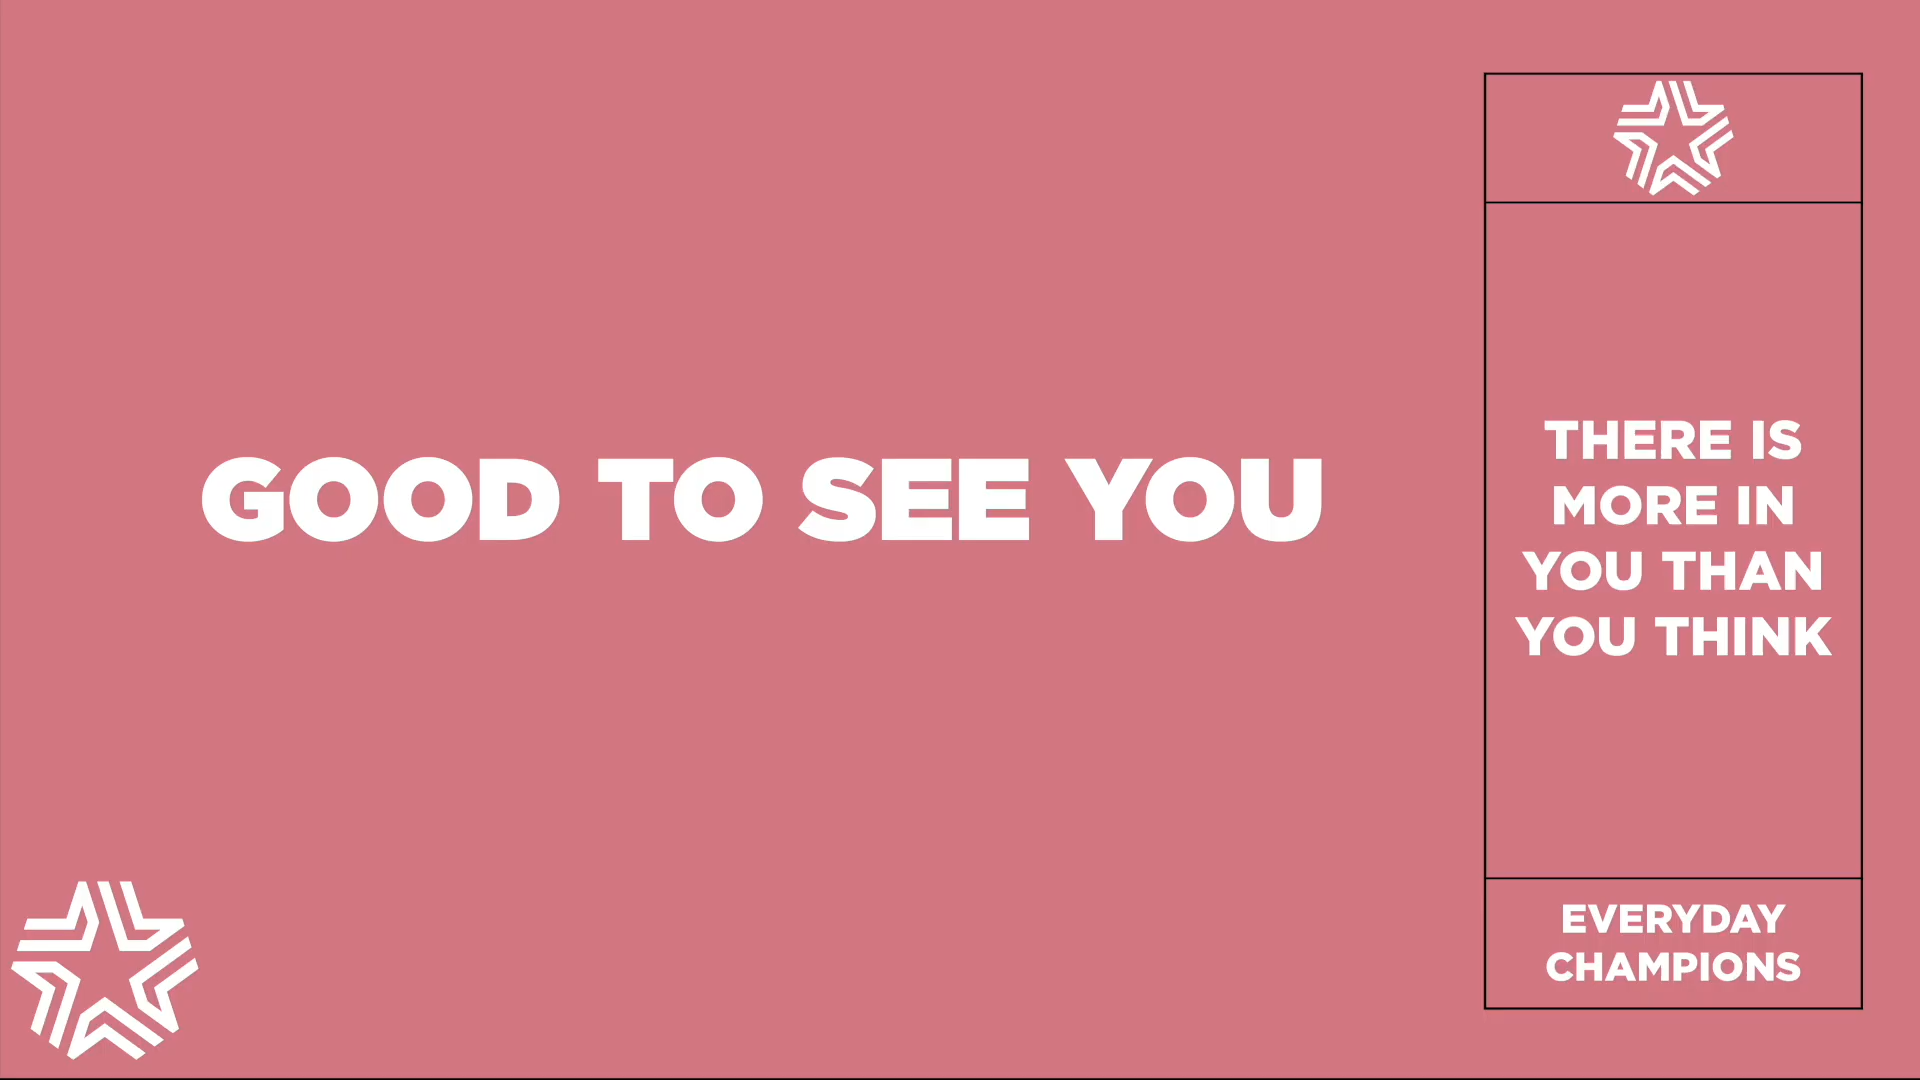 GOOD TO SEE YOU
THERE IS
MORE IN
YOU THAN
YOU THINK
EVERYDAY
CHAMPIONS